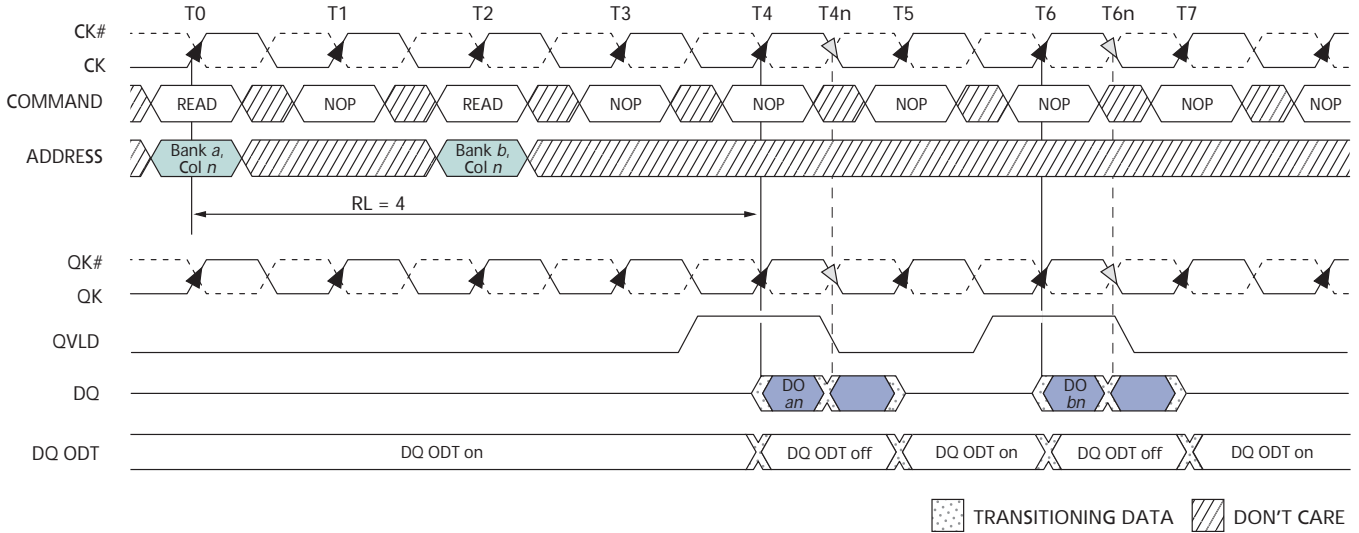 T0 T1 T2 T3 T4 T4n T5 T6 T6n T7
CK#
CK
COMMAND READ NOP READ NOP NOP NOP NOP NOP NOP
ADDRESS Bank a, Col n Bank b, Col n
RL = 4
QK#
QK
QVLD
DQ DO an DO bn
DQ ODT DQ ODT on DQ ODT off DQ ODT on DQ ODT off DQ ODT on
TRANSITIONING DATA DON'T CARE